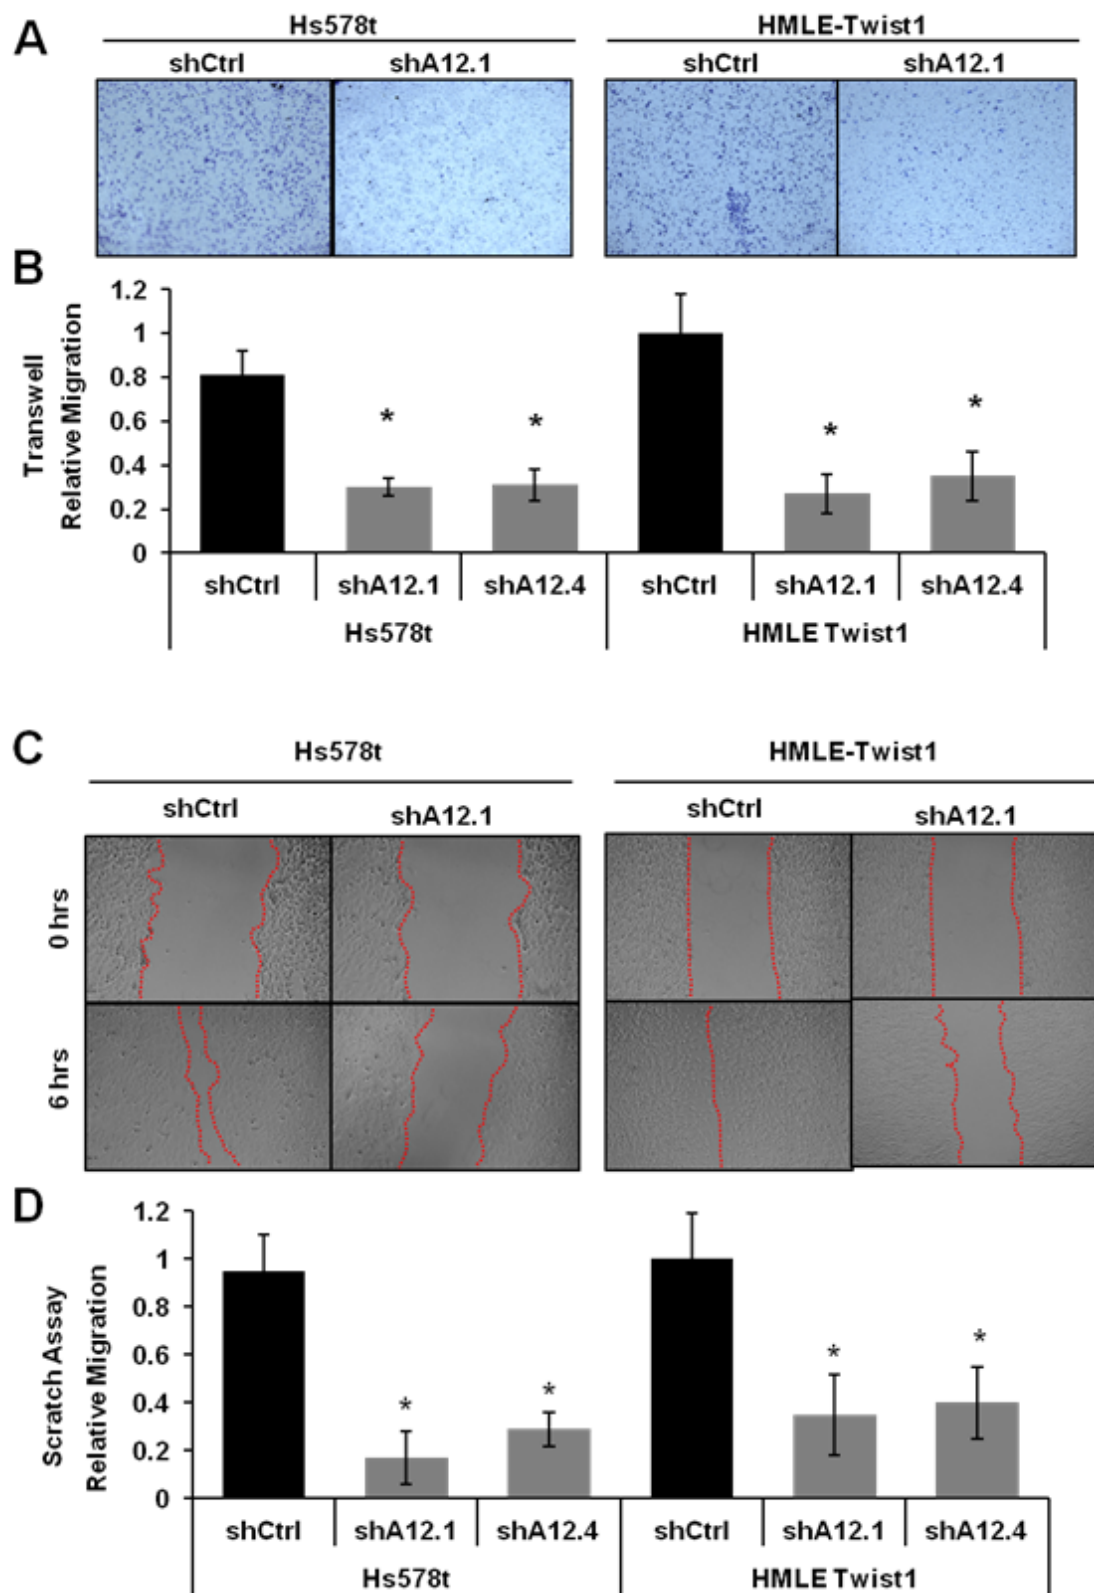 A
Hs578t HMLE-Twist1
shCtrl shA12.1 shCtrl shA12.1
B
Transwell
Relative Migration
1.2
1
0.8
0.6
0.4
0.2
0
* * * *
shCtrl shA12.1 shA12.4 shCtrl shA12.1 shA12.4
Hs578t HMLE Twist1
C
Hs578t HMLE-Twist1
shCtrl shA12.1 shCtrl shA12.1
0 hrs
6 hrs
D
Scratch Assay
Relative Migration
1.2
1
0.8
0.6
0.4
0.2
0
* * * *
shCtrl shA12.1 shA12.4 shCtrl shA12.1 shA12.4
Hs578t HMLE Twist1